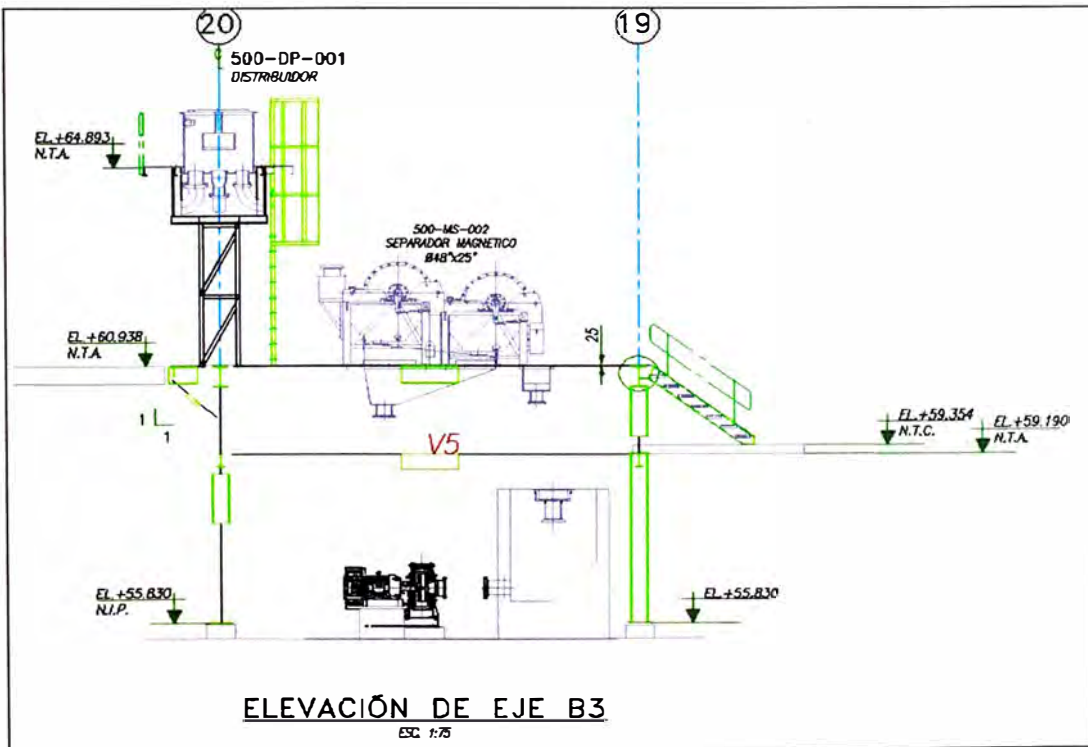 20
19
500-DP-001
DISTRIBUIDOR
EL.+64.893
N.T.A.
500-MS-002
SEPARADOR MAGNETICO
Ø48"x25"
EL.+60.938
N.T.A.
25
1
1
EL.+59.354
N.T.C.
EL.+59.190
N.T.A.
V5
EL.+55.830
N.I.P.
EL.+55.830
ELEVACIÓN DE EJE B3
ESC. 1:75